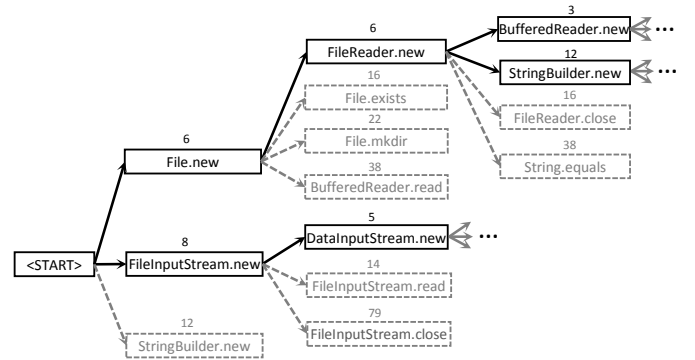 3
BufferedReader.new
...
6
FileReader.new
12
StringBuilder.new
...
16
File.exists
16
FileReader.close
22
File.mkdir
38
String.equals
6
File.new
38
BufferedReader.read
5
DataInputStream.new
...
8
FileInputStream.new
<START>
14
FileInputStream.read
12
StringBuilder.new
79
FileInputStream.close